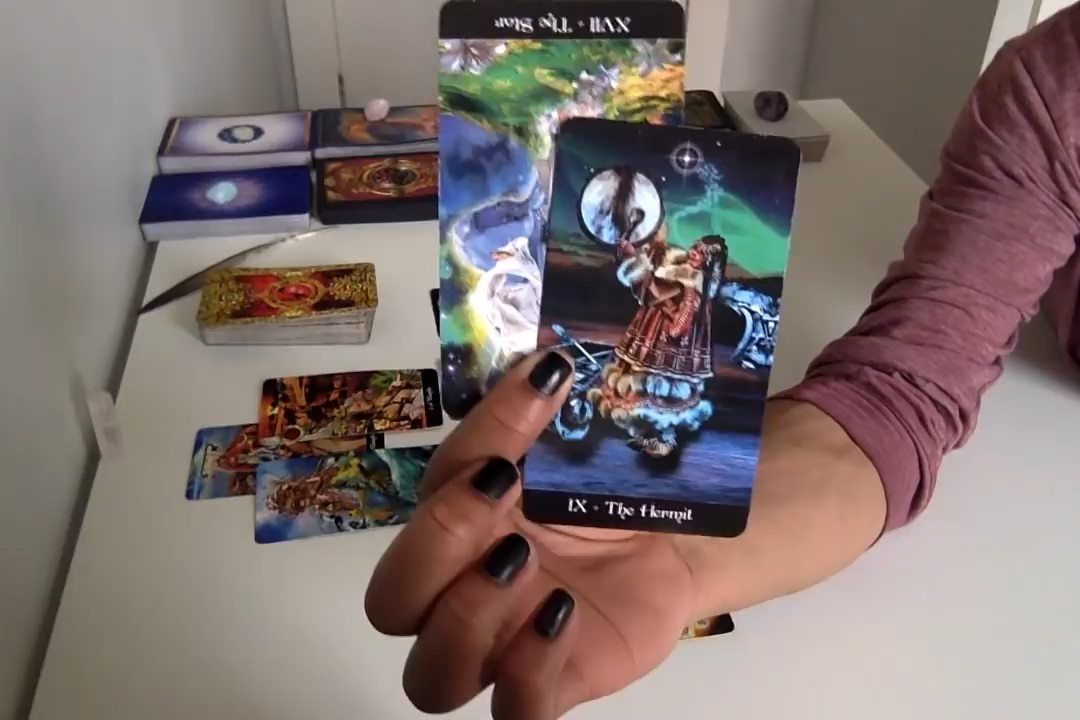 XVII • The Star
IX • The Hermit